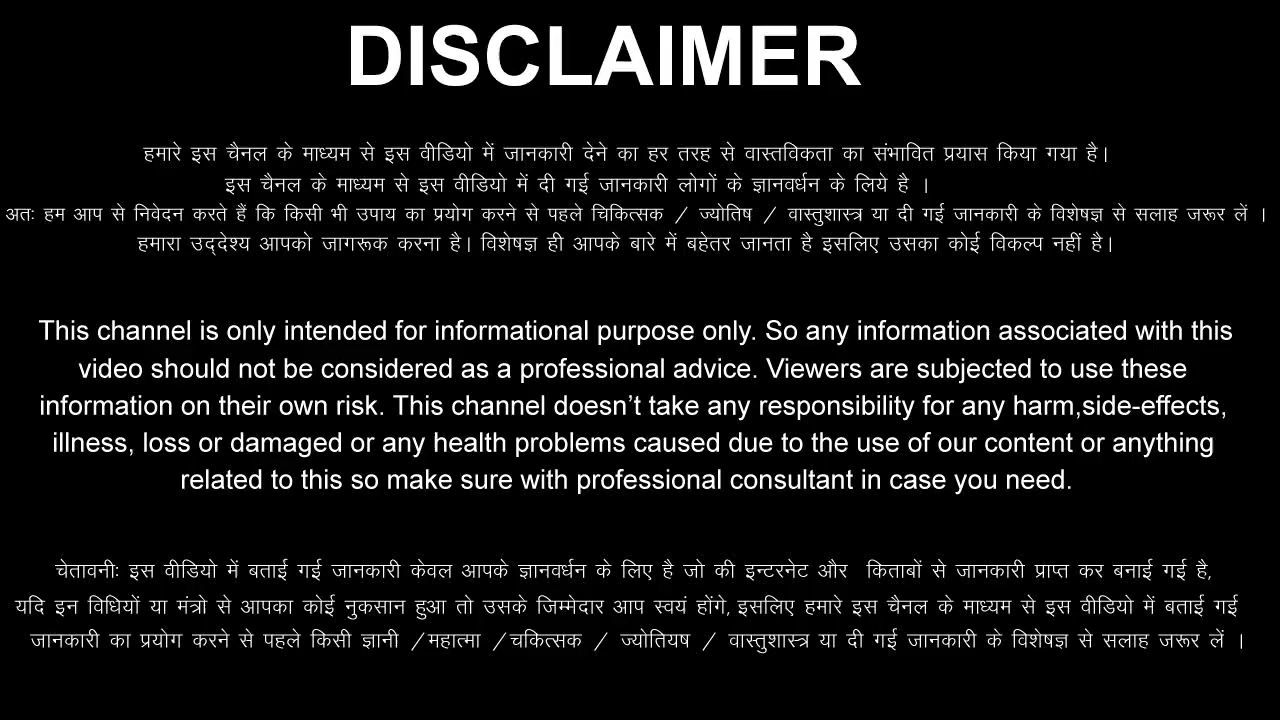 DISCLAIMER
हमारे इस चैनल के माध्यम से इस वीडियो में जानकारी देने का हर तरह से वास्तविकता का संभावित प्रयास किया गया है।
इस चैनल के माध्यम से इस वीडियो में दी गई जानकारी लोगों के ज्ञानवर्धन के लिये है ।
अतः हम आप से निवेदन करते हैं कि किसी भी उपाय का प्रयोग करने से पहले चिकित्सक / ज्योतिष / वास्तुशास्त्र या दी गई जानकारी के विशेषज्ञ से सलाह जरूर लें ।
हमारा उद्देश्य आपको जागरूक करना है। विशेषज्ञ ही आपके बारे में बहेतर जानता है इसलिए उसका कोई विकल्प नहीं है।
This channel is only intended for informational purpose only. So any information associated with this
video should not be considered as a professional advice. Viewers are subjected to use these
information on their own risk. This channel doesn’t take any responsibility for any harm,side-effects,
illness, loss or damaged or any health problems caused due to the use of our content or anything
related to this so make sure with professional consultant in case you need.
चेतावनीः इस वीडियो में बताई गई जानकारी केवल आपके ज्ञानवर्धन के लिए है जो की इन्टरनेट और किताबों से जानकारी प्राप्त कर बनाई गई है,
यदि इन विधियों या मंत्रो से आपका कोई नुकसान हुआ तो उसके जिम्मेदार आप स्वयं होंगे, इसलिए हमारे इस चैनल के माध्यम से इस वीडियो में बताई गई
जानकारी का प्रयोग करने से पहले किसी ज्ञानी /महात्मा /चकित्सक / ज्योतियष / वास्तुशास्त्र या दी गई जानकारी के विशेषज्ञ से सलाह जरूर लें ।